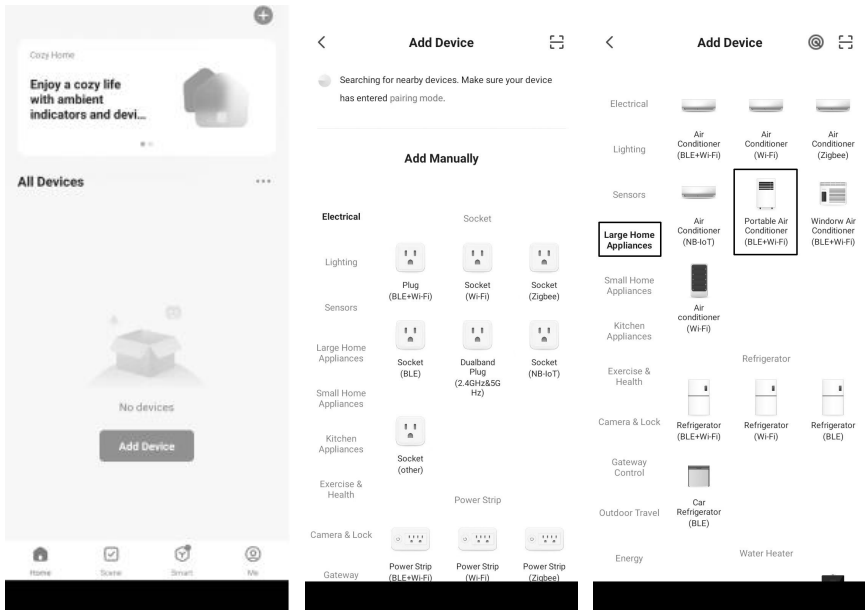 Cozy Home
Enjoy a cozy life
with ambient
indicators and devi...
All Devices
No devices
Add Device
Home
Scene
Smart
Me
Add Device
Searching for nearby devices. Make sure your device
has entered pairing mode.
Add Manually
Electrical
Lighting
Sensors
Large Home
Appliances
Small Home
Appliances
Kitchen
Appliances
Exercise &
Health
Camera & Lock
Gateway
Socket
Plug
(BLE+Wi-Fi)
Socket
(Wi-Fi)
Socket
(Zigbee)
Socket
(BLE)
Dualband
Plug
(2.4GHz&5G
Hz)
Socket
(NB-IoT)
Socket
(other)
Power Strip
Power Strip
(BLE+Wi-Fi)
Power Strip
(Wi-Fi)
Power Strip
(Zigbee)
Add Device
Electrical
Lighting
Sensors
Large Home
Appliances
Small Home
Appliances
Kitchen
Appliances
Exercise &
Health
Camera & Lock
Gateway
Control
Outdoor Travel
Energy
Air
Conditioner
(BLE+Wi-Fi)
Air
Conditioner
(Wi-Fi)
Air
Conditioner
(Zigbee)
Air
Conditioner
(NB-IoT)
Portable Air
Conditioner
(BLE+Wi-Fi)
Windorw Air
Conditioner
(BLE+Wi-Fi)
Air
conditioner
(Wi-Fi)
Refrigerator
Refrigerator
(BLE+Wi-Fi)
Refrigerator
(Wi-Fi)
Refrigerator
(BLE)
Car
Refrigerator
(BLE)
Water Heater